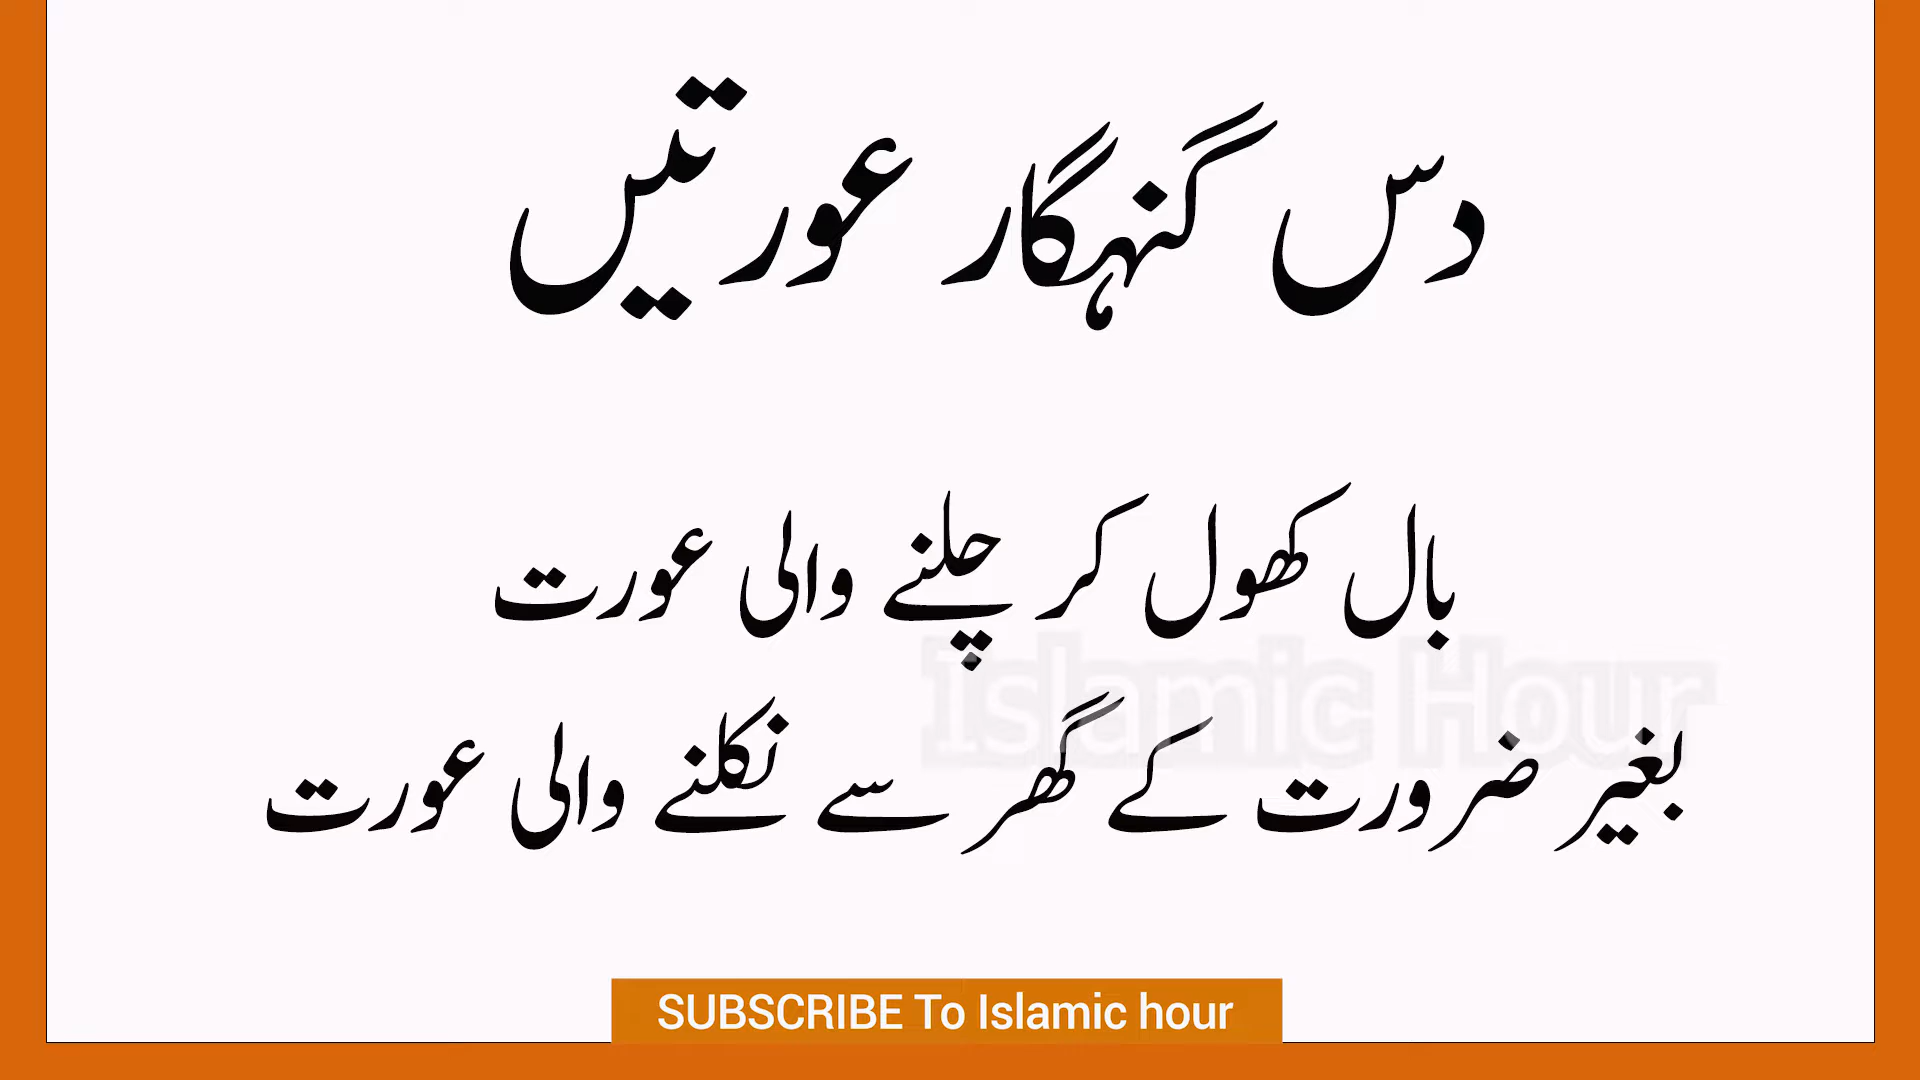 دس گنہگار عورتیں
بال کھول کر چلنے والی عورت
Islamic Hour
بغیر ضرورت کے گھر سے نکلنے والی عورت
SUBSCRIBE To Islamic hour